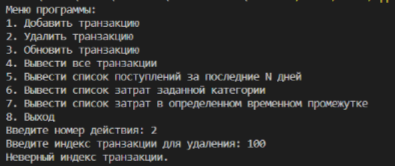 Меню программы:
1. Добавить транзакцию
2. Удалить транзакцию
3. Обновить транзакцию
4. Вывести все транзакции
5. Вывести список поступлений за последние N дней
6. Вывести список затрат заданной категории
7. Вывести список затрат в определенном временном промежутке
8. Выход
Введите номер действия: 2
Введите индекс транзакции для удаления: 100
Неверный индекс транзакции.